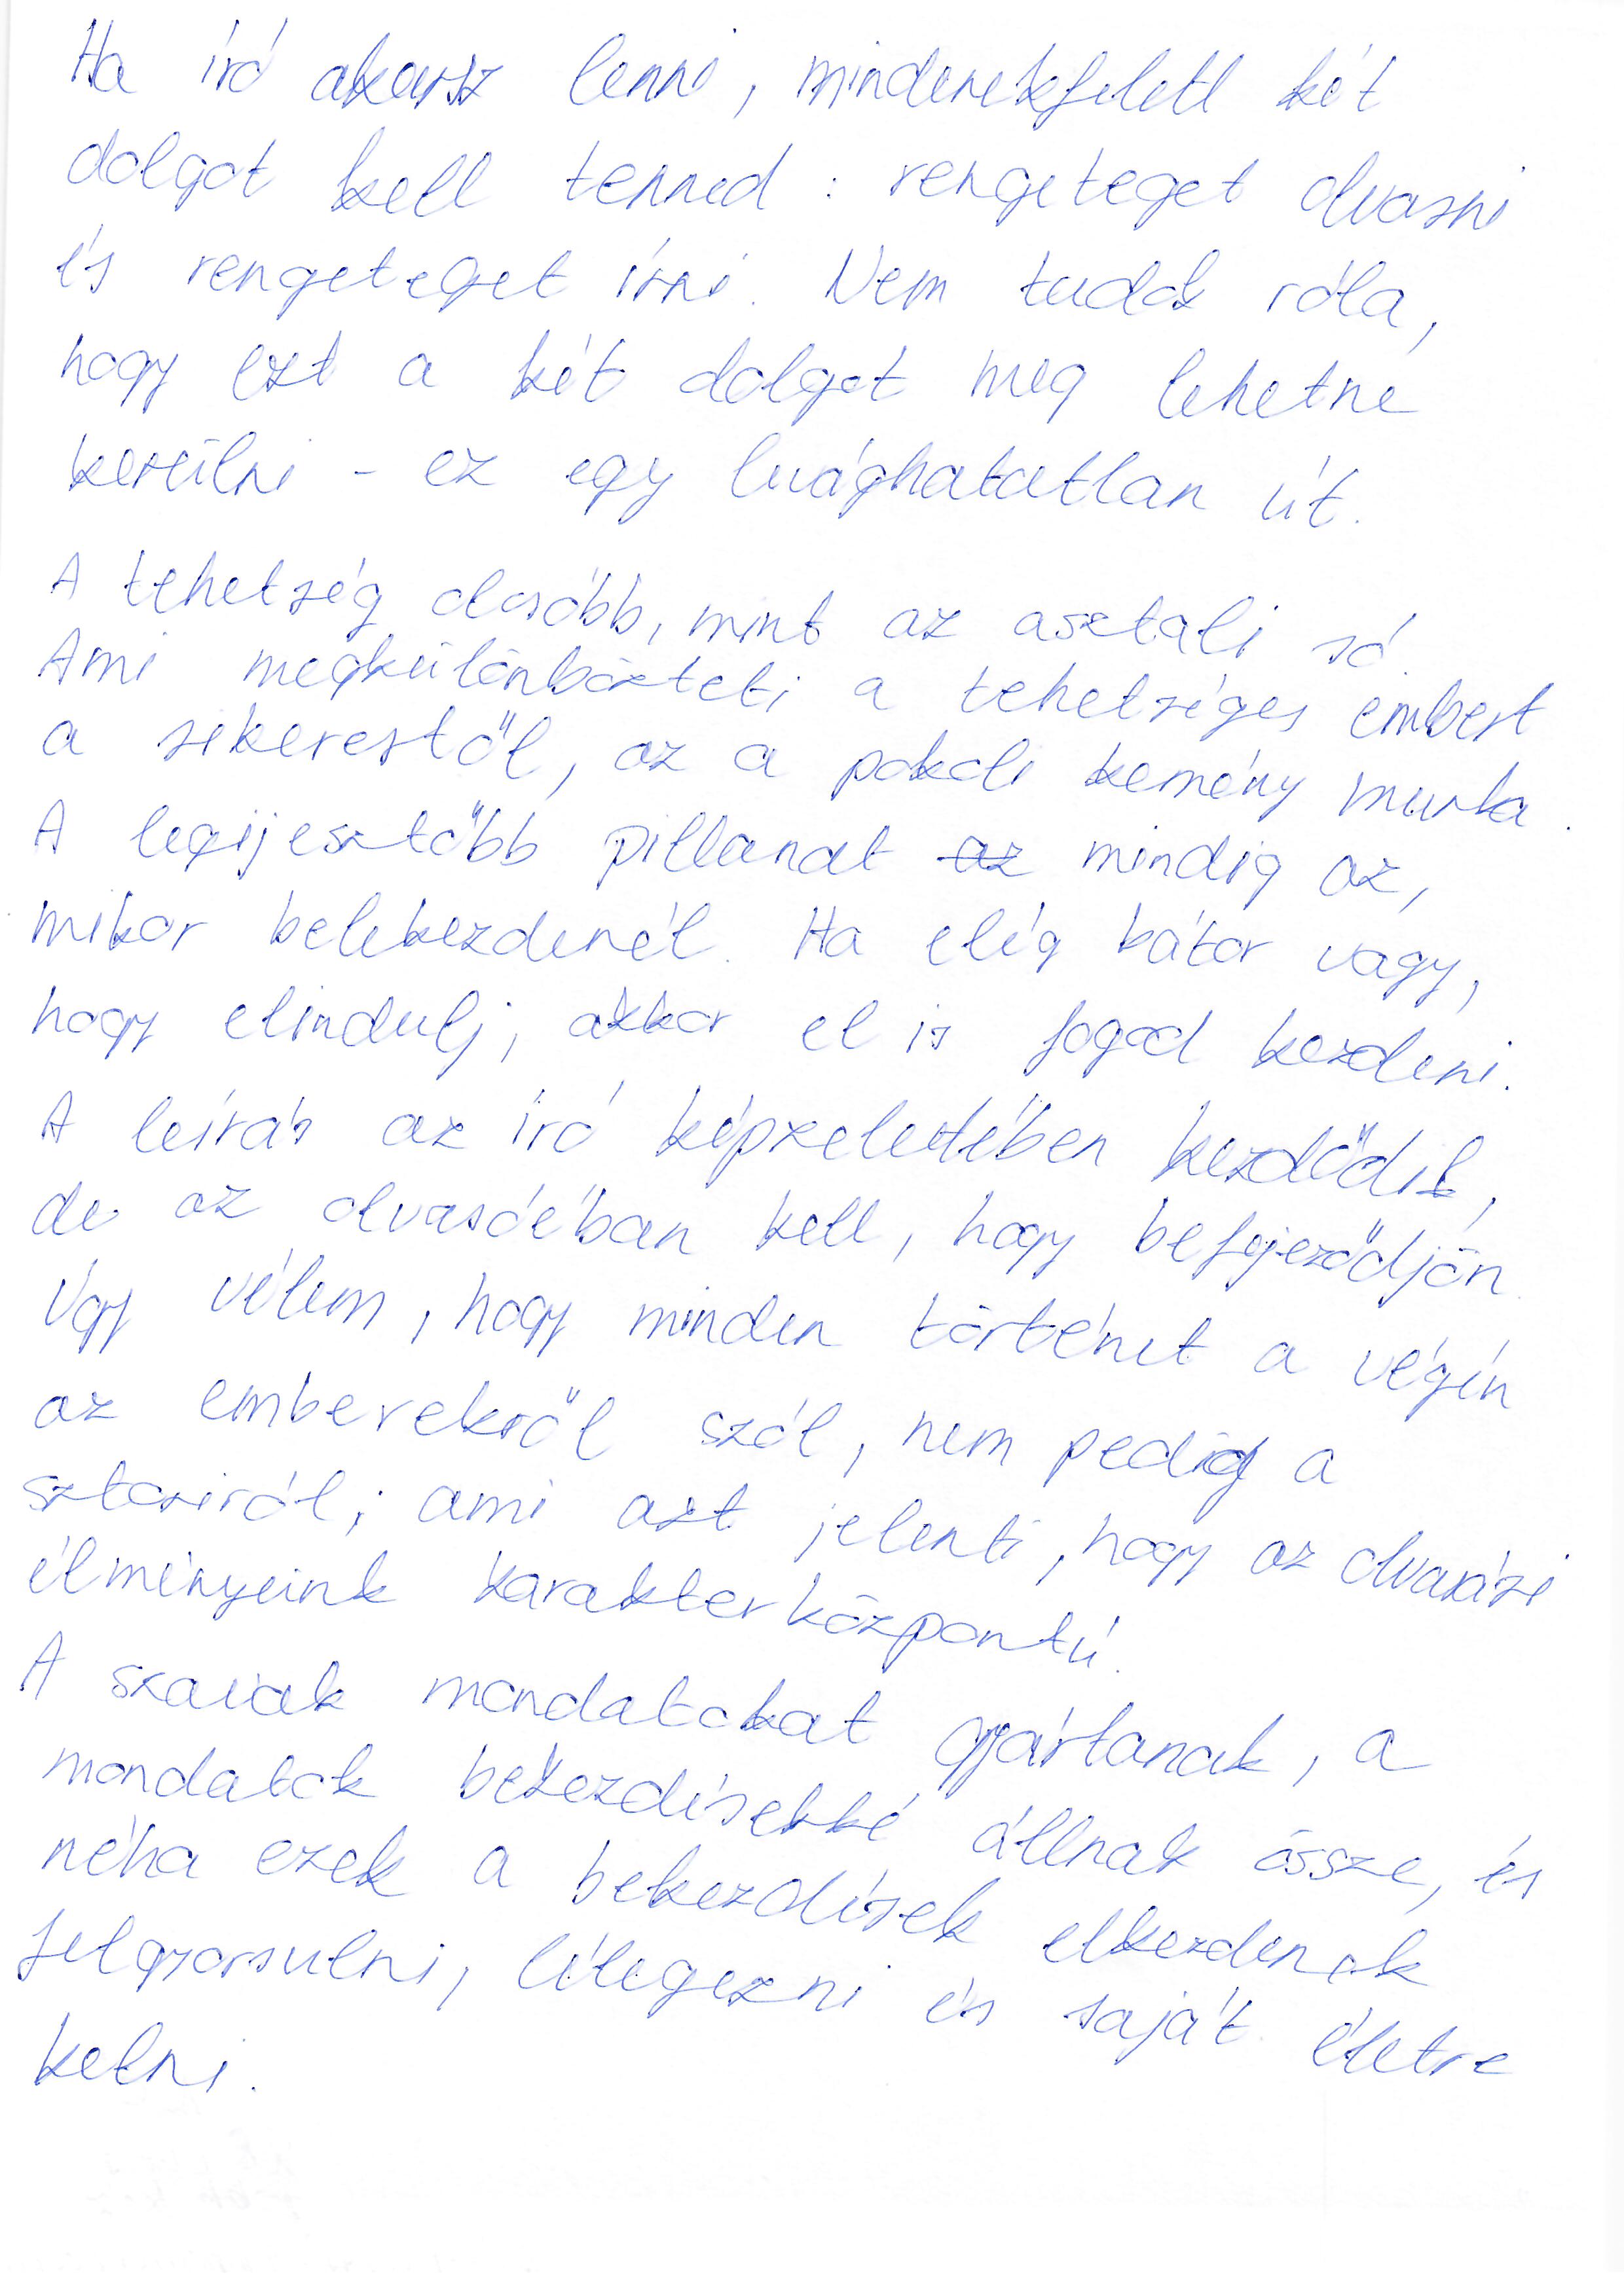 Ha író akarsz lenni, mindenekfelett két
dolgot kell tenned: rengeteget olvasni
és rengeteget írni. Nem tudok róla,
hogy ezt a két dolgot meg lehetne
kerülni - ez egy levághatatlan út.
A tehetség olcsóbb, mint az asztali só.
Ami megkülönbözteti a tehetséges embert
a sikerestől, az a pokoli kemény munka.
A legijesztőbb pillanat az mindig az,
mikor belekezdenél. Ha elég bátor vagy,
hogy elindulj, akkor el is fogod kezdeni.
A leírás az író képzeletében kezdődik,
de az olvasóéban kell, hogy befejeződjön.
Úgy vélem, hogy minden történet a végén
az emberekről szól, nem pedig a
sztoriról; ami azt jelenti, hogy az olvasási
élményeink karakterközpontú.
A szavak mondatokat gyártanak, a
mondatok bekezdésekké állnak össze, és
néha ezek a bekezdések elkezdenek
felgyorsulni, lélegezni és saját életre
kelni.